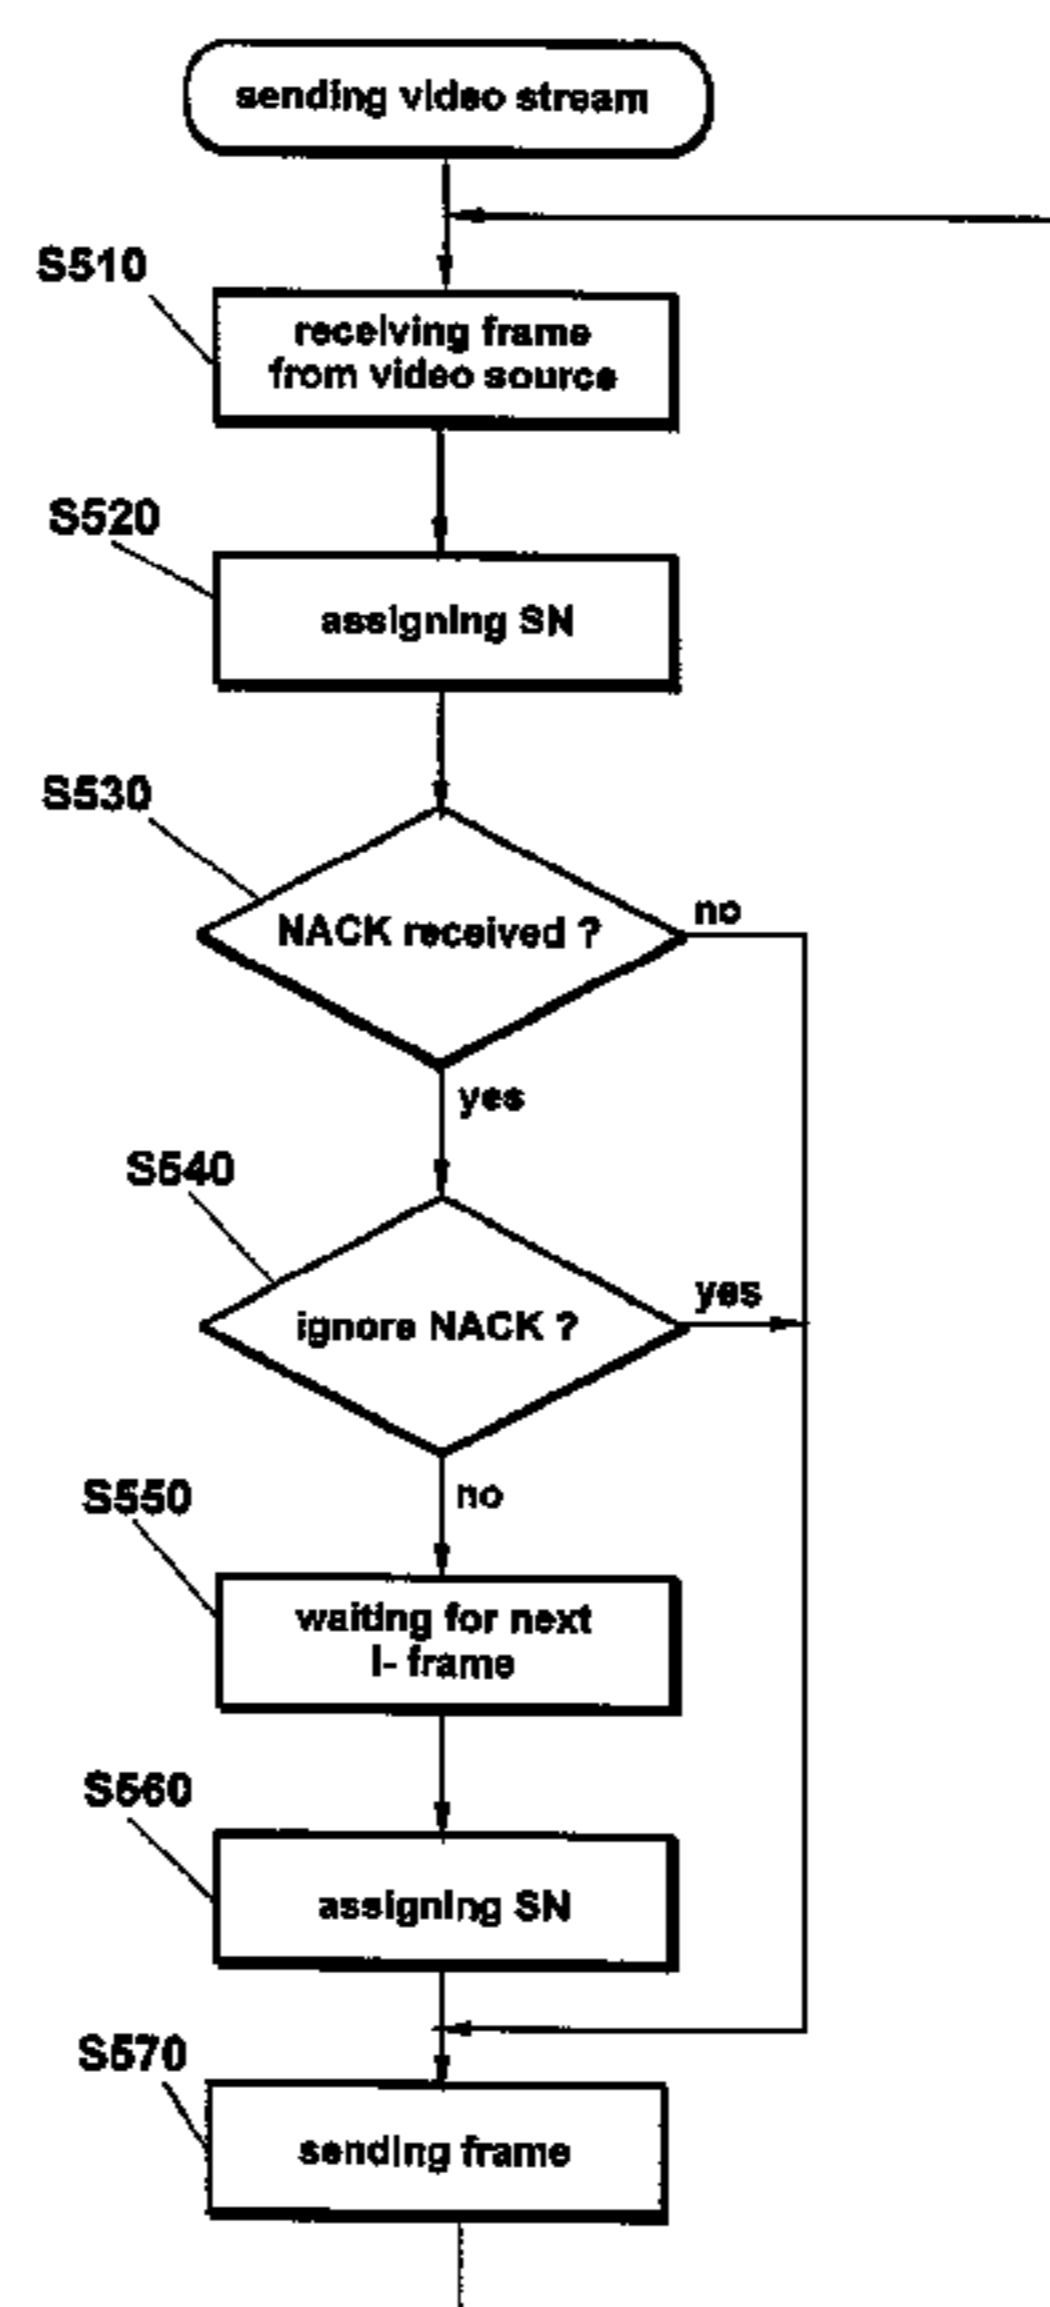 sending video stream
S510
receiving frame
from video source
S520
assigning SN
S530
NACK received ?
no
yes
S540
ignore NACK ?
yes
no
S550
waiting for next
I- frame
S560
assigning SN
S570
sending frame